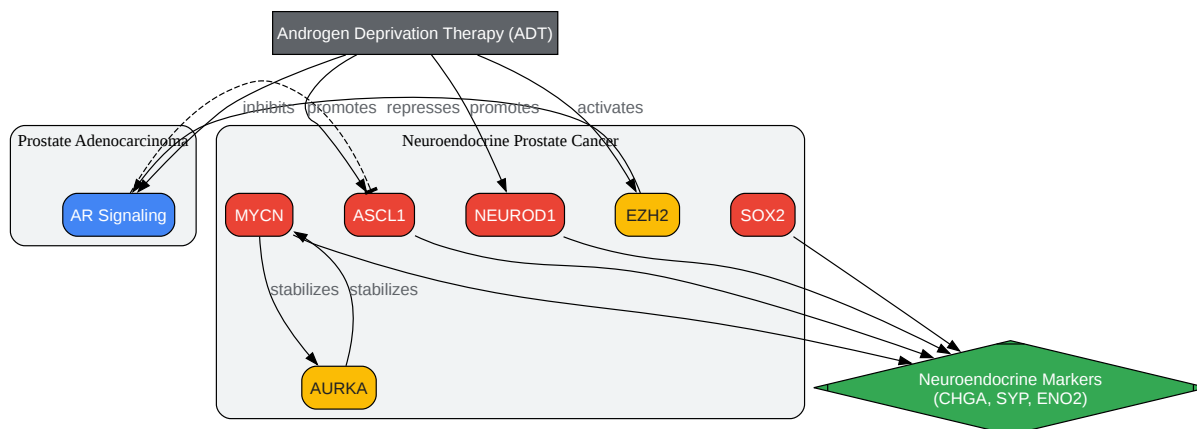 Androgen Deprivation Therapy (ADT)
inhibits promotes represses promotes activates
Prostate Adenocarcinoma
Neuroendocrine Prostate Cancer
AR Signaling
MYCN
ASCL1
NEUROD1
EZH2
SOX2
stabilizes stabilizes
AURKA
Neuroendocrine Markers
(CHGA, SYP, ENO2)